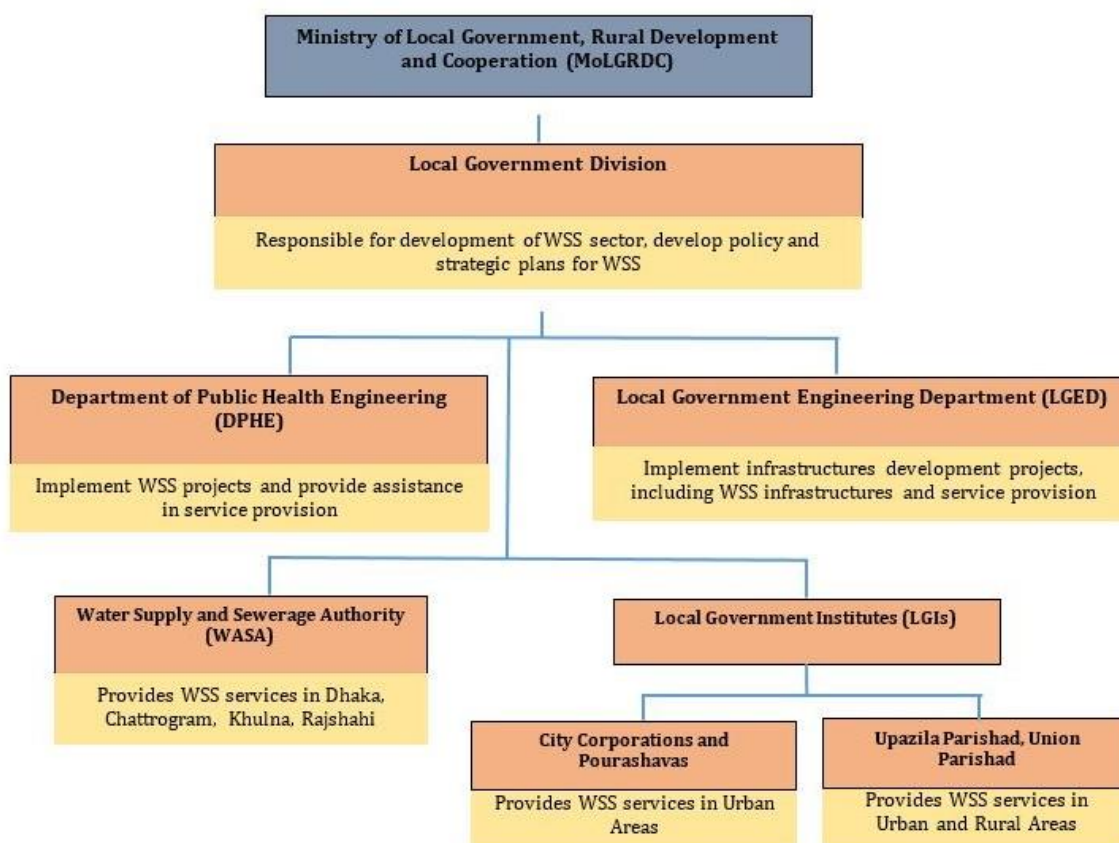 Ministry of Local Government, Rural Development
and Cooperation (MoLGRDC)
Local Government Division
Responsible for development of WSS sector, develop policy and
strategic plans for WSS
Department of Public Health Engineering
(DPHE)
Implement WSS projects and provide assistance
in service provision
Local Government Engineering Department (LGED)
Implement infrastructures development projects,
including WSS infrastructures and service provision
Water Supply and Sewerage Authority
(WASA)
Provides WSS services in Dhaka,
Chattrogram, Khulna, Rajshahi
Local Government Institutes (LGIs)
City Corporations and
Pourashavas
Provides WSS services in Urban
Areas
Upazila Parishad, Union
Parishad
Provides WSS services in
Urban and Rural Areas